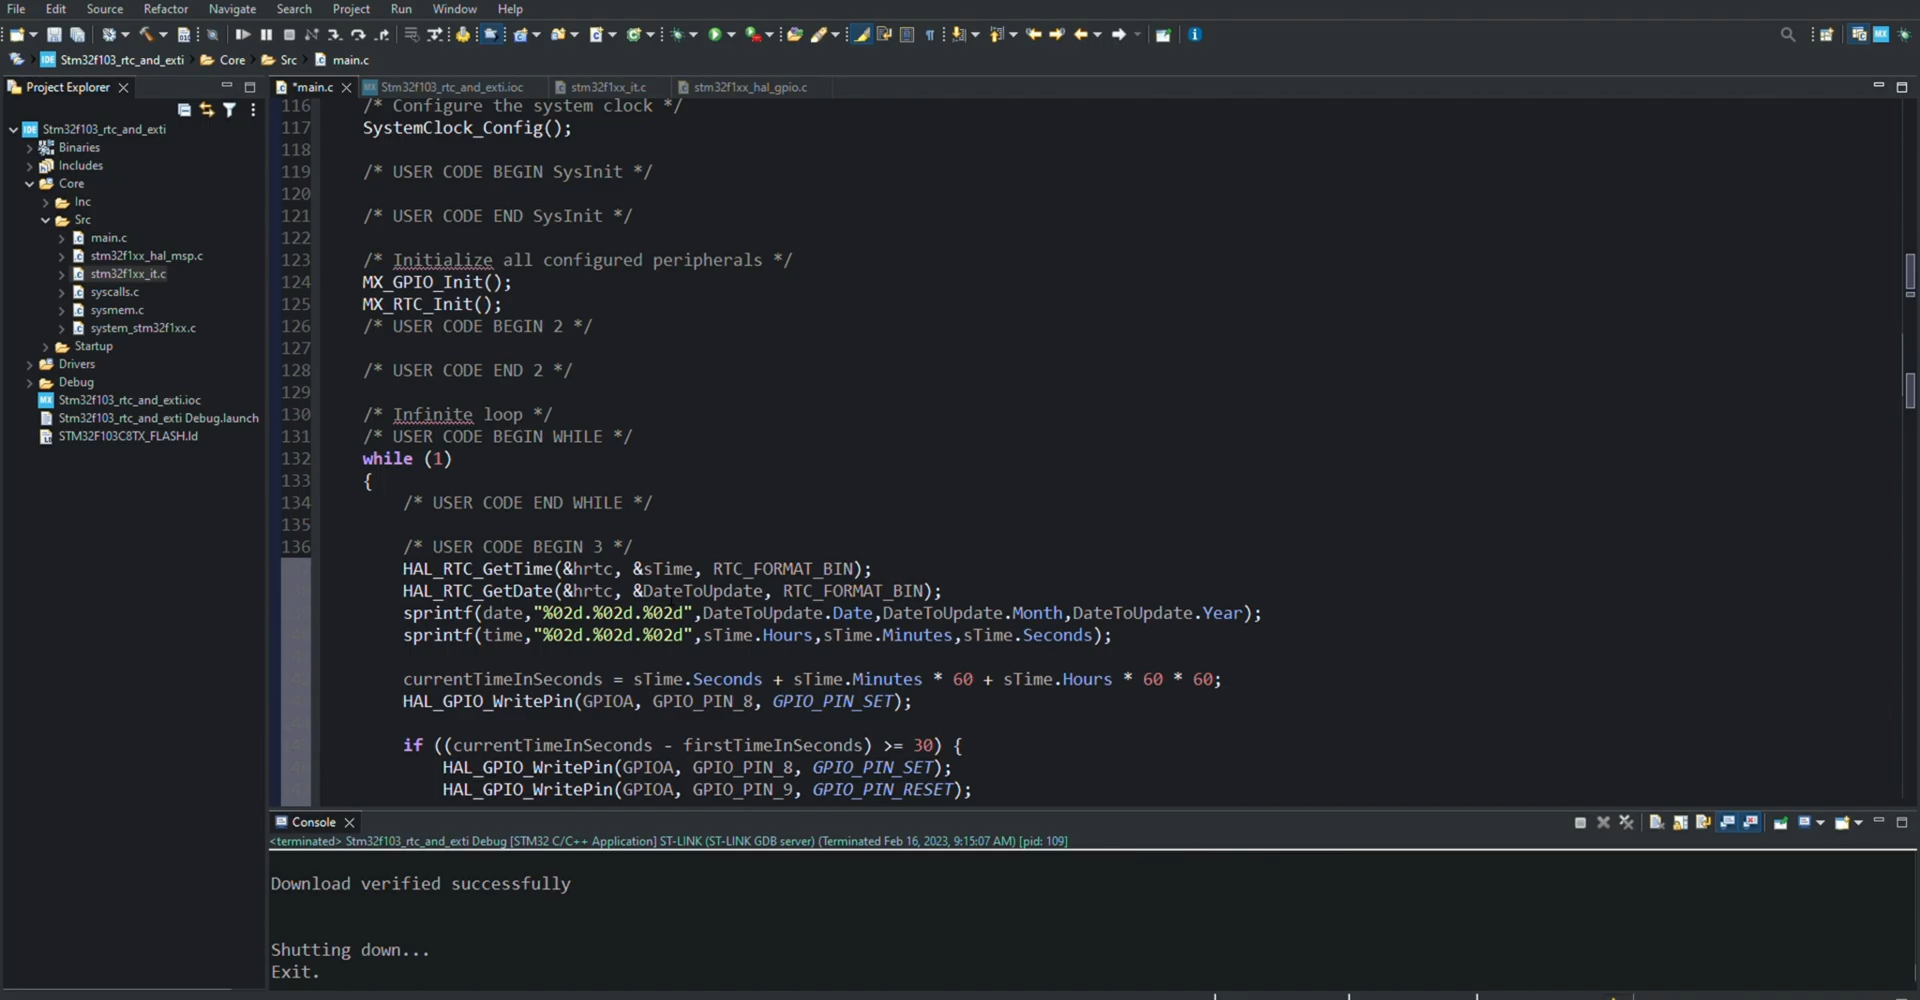 File Edit Source Refactor Navigate Search Project Run Window Help
Stm32f103_rtc_and_exti Core Src main.c
Project Explorer
*main.c Stm32f103_rtc_and_exti.ioc stm32f1xx_it.c stm32f1xx_hal_gpio.c
Stm32f103_rtc_and_exti
Binaries
Includes
Core
Inc
Src
main.c
stm32f1xx_hal_msp.c
stm32f1xx_it.c
syscalls.c
sysmem.c
system_stm32f1xx.c
Startup
Drivers
Debug
Stm32f103_rtc_and_exti.ioc
Stm32f103_rtc_and_exti Debug.launch
STM32F103C8TX_FLASH.ld
116 /* Configure the system clock */
117 SystemClock_Config();
118
119 /* USER CODE BEGIN SysInit */
120
121 /* USER CODE END SysInit */
122
123 /* Initialize all configured peripherals */
124 MX_GPIO_Init();
125 MX_RTC_Init();
126 /* USER CODE BEGIN 2 */
127
128 /* USER CODE END 2 */
129
130 /* Infinite loop */
131 /* USER CODE BEGIN WHILE */
132 while (1)
133 {
134 /* USER CODE END WHILE */
135
136 /* USER CODE BEGIN 3 */
HAL_RTC_GetTime(&hrtc, &sTime, RTC_FORMAT_BIN);
HAL_RTC_GetDate(&hrtc, &DateToUpdate, RTC_FORMAT_BIN);
sprintf(date,"%02d.%02d.%02d",DateToUpdate.Date,DateToUpdate.Month,DateToUpdate.Year);
sprintf(time,"%02d.%02d.%02d",sTime.Hours,sTime.Minutes,sTime.Seconds);
currentTimeInSeconds = sTime.Seconds + sTime.Minutes * 60 + sTime.Hours * 60 * 60;
HAL_GPIO_WritePin(GPIOA, GPIO_PIN_8, GPIO_PIN_SET);
if ((currentTimeInSeconds - firstTimeInSeconds) >= 30) {
HAL_GPIO_WritePin(GPIOA, GPIO_PIN_8, GPIO_PIN_SET);
HAL_GPIO_WritePin(GPIOA, GPIO_PIN_9, GPIO_PIN_RESET);
Console
<terminated> Stm32f103_rtc_and_exti Debug [STM32 C/C++ Application] ST-LINK (ST-LINK GDB server) (Terminated Feb 16, 2023, 9:15:07 AM) [pid: 109]
Download verified successfully
Shutting down...
Exit.